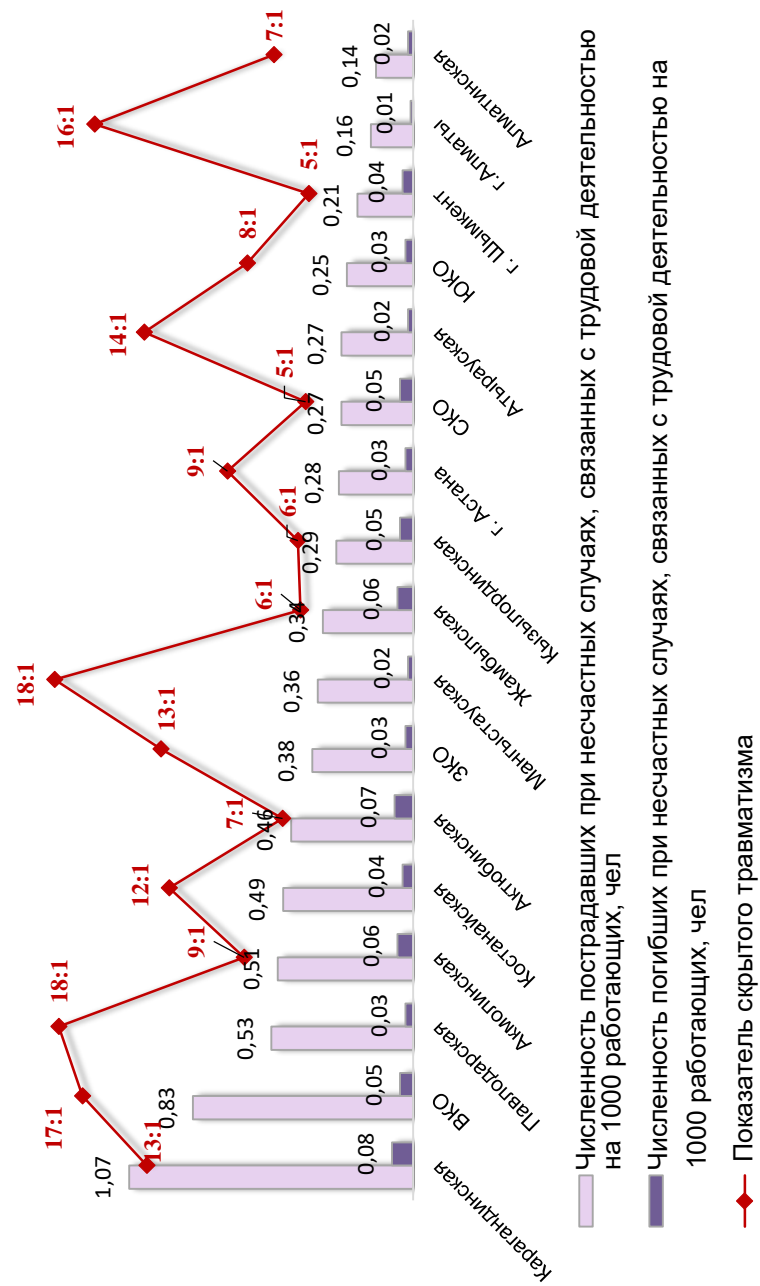 7:1
16:1
5:1
8:1
14:1
5:1
9:1
6:1
6:1
18:1
13:1
7:1
12:1
9:1
18:1
17:1
13:1
1,07
0,83
0,53
0,51
0,49
0,46
0,38
0,36
0,34
0,29
0,28
0,27
0,27
0,25
0,21
0,16
0,14
0,08
0,05
0,03
0,06
0,04
0,07
0,03
0,02
0,06
0,05
0,03
0,05
0,02
0,03
0,04
0,01
0,02
Карагандинская
ВКО
Павлодарская
Акмолинская
Костанайская
Актюбинская
ЗКО
Мангыстауская
Жамбылская
Кызылординская
г. Астана
СКО
Атырауская
ЮКО
г. Шымкент
г.Алматы
Алматинская
Численность пострадавших при несчастных случаях, связанных с трудовой деятельностью
на 1000 работающих, чел
Численность погибших при несчастных случаях, связанных с трудовой деятельностью на
1000 работающих, чел
Показатель скрытого травматизма